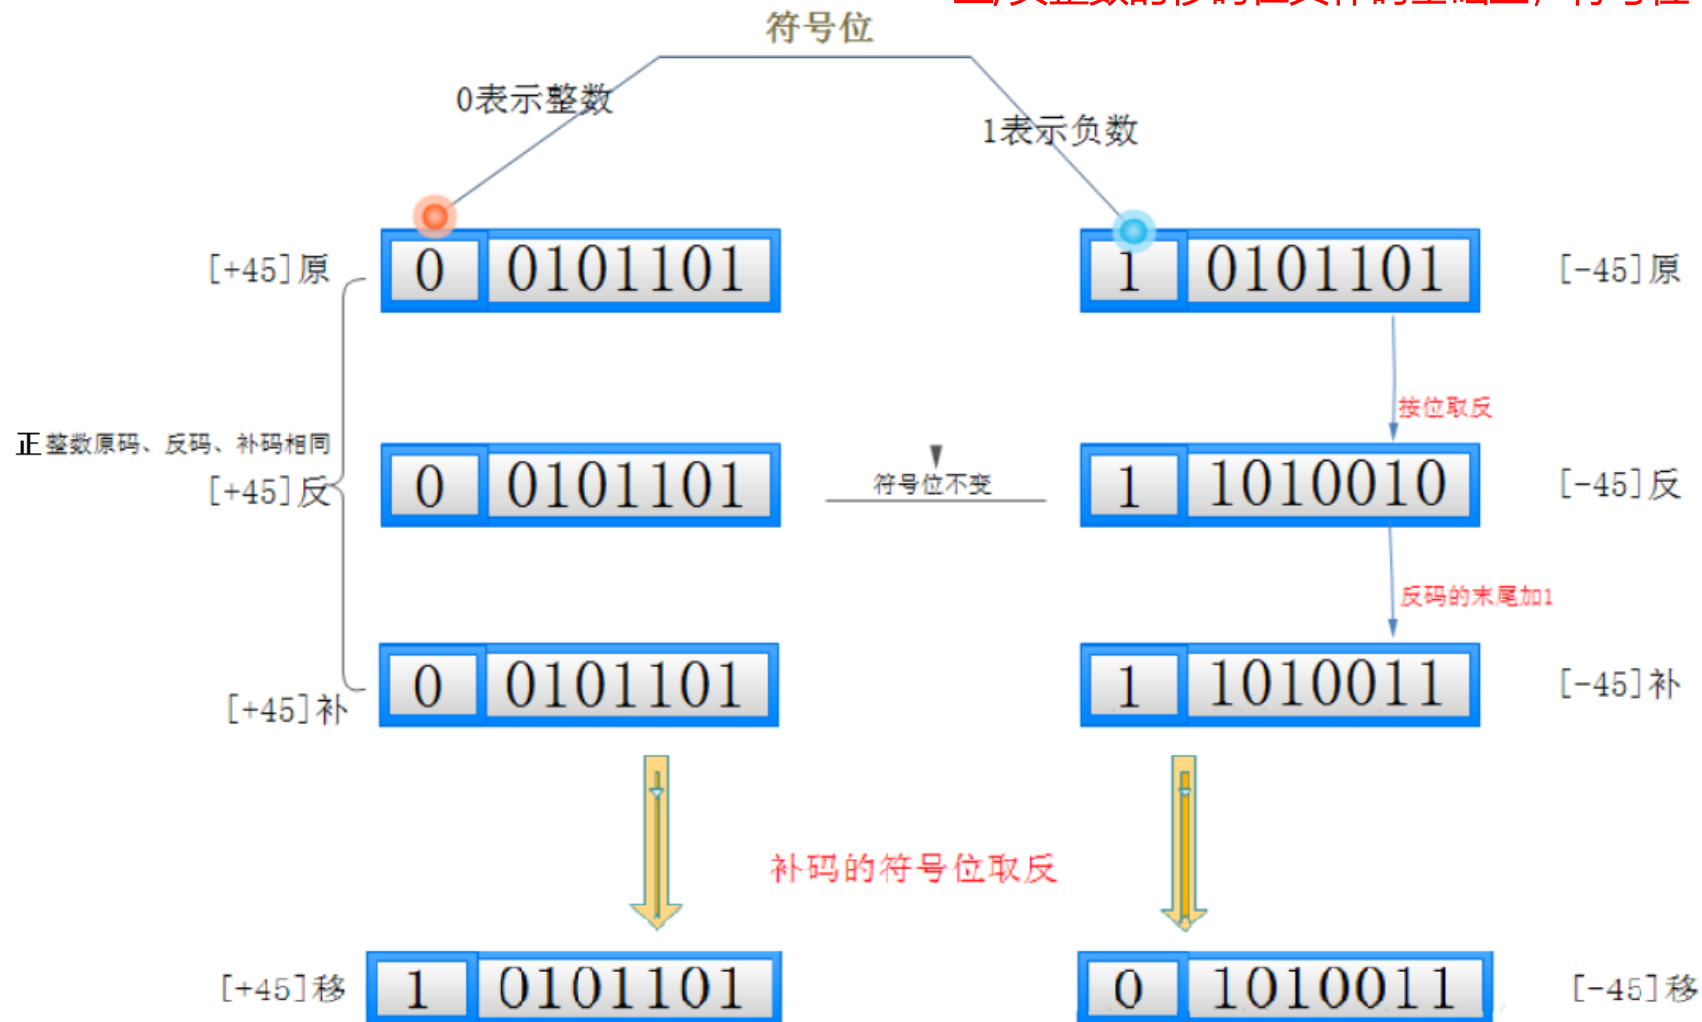 符号位
0表示整数
1表示负数
[+45]原
0 0101101
1 0101101
[-45]原
按位取反
正整数原码、反码、补码相同
[+45]反
0 0101101
符号位不变
1 1010010
[-45]反
反码的末尾加1
[+45]补
0 0101101
1 1010011
[-45]补
补码的符号位取反
[+45]移
1 0101101
0 1010011
[-45]移